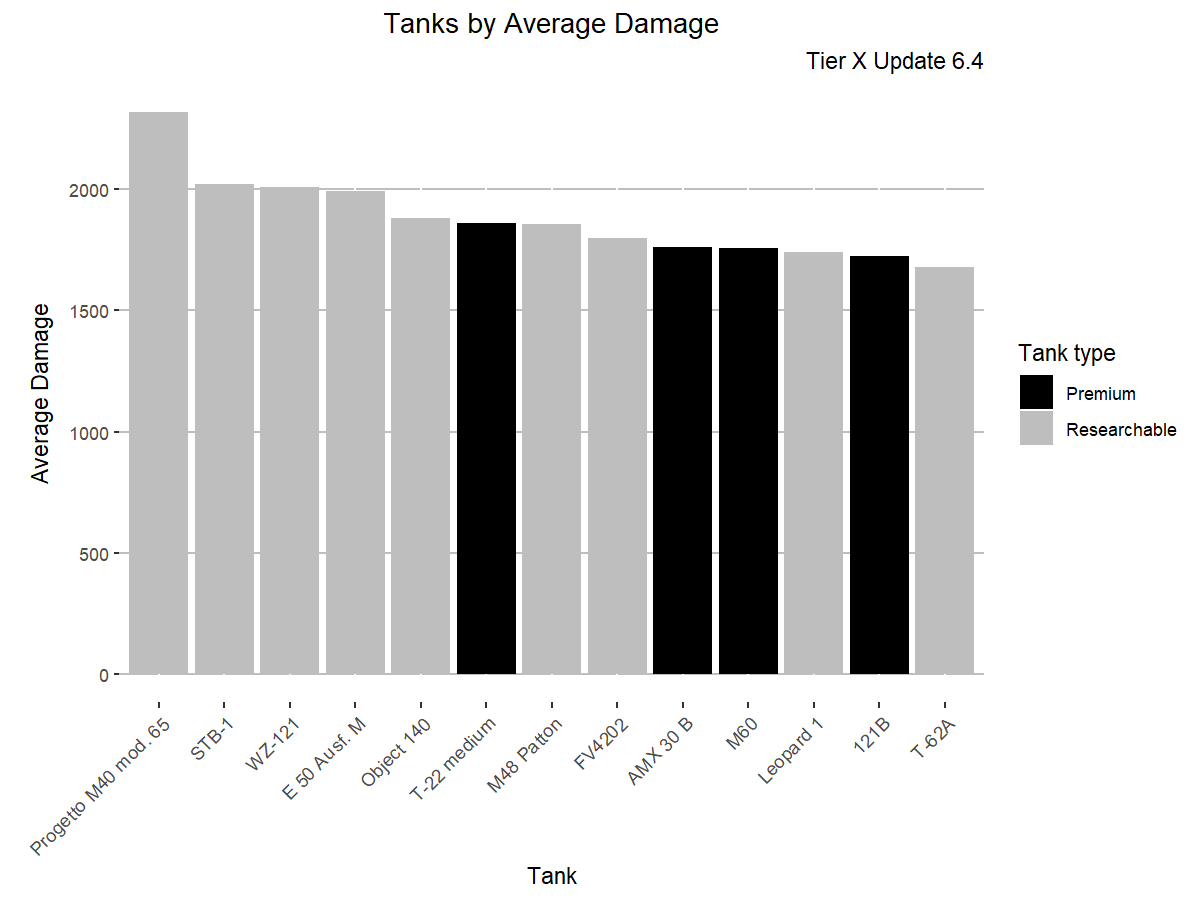 Tanks by Average Damage
Tier X Update 6.4
Average Damage
2000
1500
1000
500
0
Progetto M40 mod. 65
STB-1
WZ-121
E 50 Ausf. M
Object 140
T-22 medium
M48 Patton
FV4202
AMX 30 B
M60
Leopard 1
121B
T-62A
Tank
Tank type
Premium
Researchable